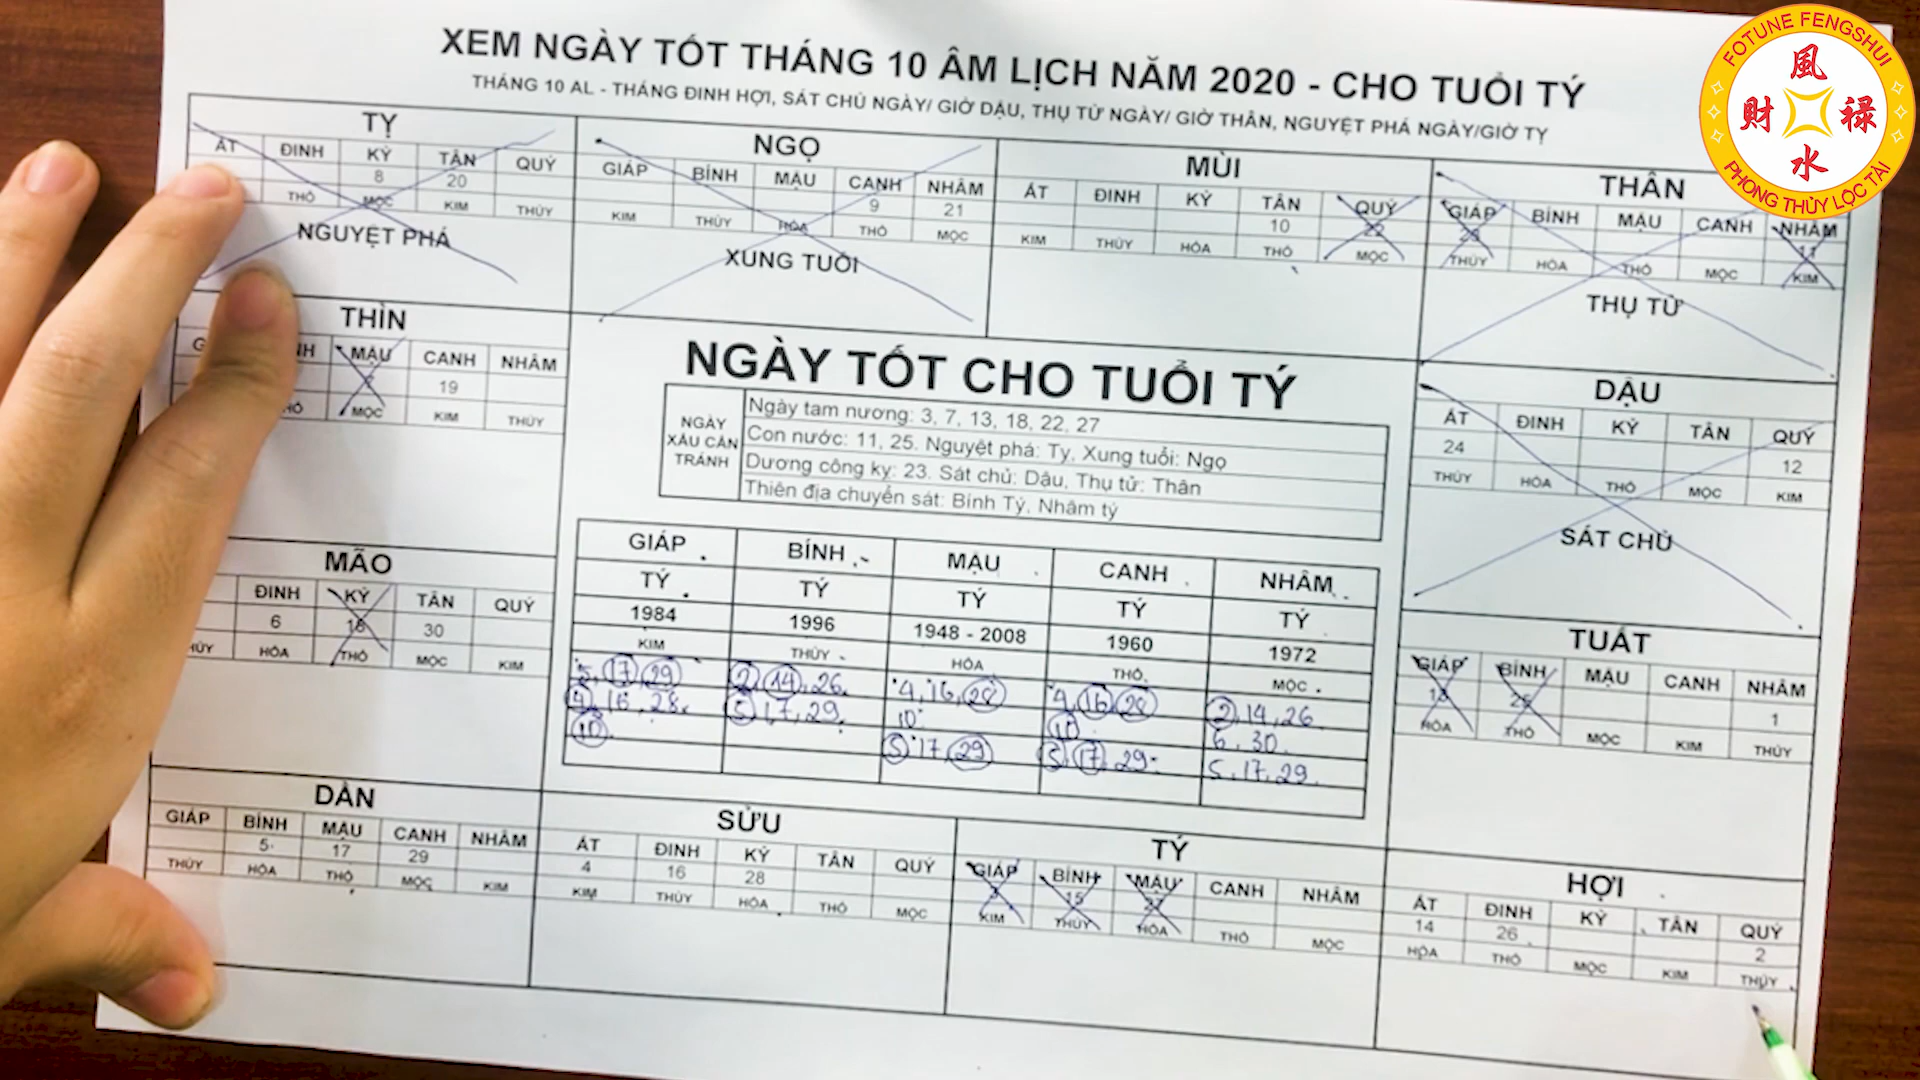 XEM NGÀY TỐT THÁNG 10 ÂM LỊCH NĂM 2020 - CHO TUỔI TÝ
THÁNG 10 AL - THÁNG ĐINH HỢI, SÁT CHỦ NGÀY/ GIỜ DẬU, THỤ TỬ NGÀY/ GIỜ THÂN, NGUYỆT PHÁ NGÀY/GIỜ TỴ
FOTUNE FENGSHUI
風
財 禄
水
PHONG THỦY LỘC TÀI
TỴ
ẤT ĐINH KỶ TÂN QUÝ
8 20
THỔ MỘC KIM THỦY
NGUYỆT PHÁ
NGỌ
GIÁP BÍNH MẬU CANH NHÂM
9 21
KIM THỦY HỎA THỔ MỘC
XUNG TUỔI
MÙI
ẤT ĐINH KỶ TÂN QUÝ
10 22
KIM THỦY HỎA THỔ MỘC
THÂN
GIÁP BÍNH MẬU CANH NHÂM
23 11
THỦY HỎA THỔ MỘC KIM
THỤ TỬ
THÌN
MẬU CANH NHÂM
7 19
MỘC KIM THỦY
NGÀY TỐT CHO TUỔI TÝ
NGÀY XẤU CẦN TRÁNH
Ngày tam nương: 3, 7, 13, 18, 22, 27
Con nước: 11, 25. Nguyệt phá: Tỵ, Xung tuổi: Ngọ
Dương công kỵ: 23. Sát chủ: Dậu, Thụ tử: Thân
Thiên địa chuyển sát: Bính Tý, Nhâm tý
DẬU
ẤT ĐINH KỶ TÂN QUÝ
24 12
THỦY HỎA THỔ MỘC KIM
SÁT CHỦ
MÃO
ĐINH KỶ TÂN QUÝ
6 18 30
HỎA THỔ MỘC KIM
GIÁP BÍNH MẬU CANH NHÂM
TÝ TÝ TÝ TÝ TÝ
1984 1996 1948 - 2008 1960 1972
KIM THỦY HỎA THỔ MỘC
5, 17, 29 2, 14, 26 4, 16, 28 4, 16, 28 2, 14, 26
4, 16, 28 5, 17, 29 10 10 6, 30
10 5, 17, 29 5, 17, 29 5, 17, 29
TUẤT
GIÁP BÍNH MẬU CANH NHÂM
13 25 1
HỎA THỔ MỘC KIM THỦY
DẦN
GIÁP BÍNH MẬU CANH NHÂM
5 17 29
THỦY HỎA THỔ MỘC KIM
SỬU
ẤT ĐINH KỶ TÂN QUÝ
4 16 28
KIM THỦY HỎA THỔ MỘC
TÝ
GIÁP BÍNH MẬU CANH NHÂM
3 15 27
KIM THỦY HỎA THỔ MỘC
HỢI
ẤT ĐINH KỶ TÂN QUÝ
14 26 2
HỎA THỔ MỘC KIM THỦY